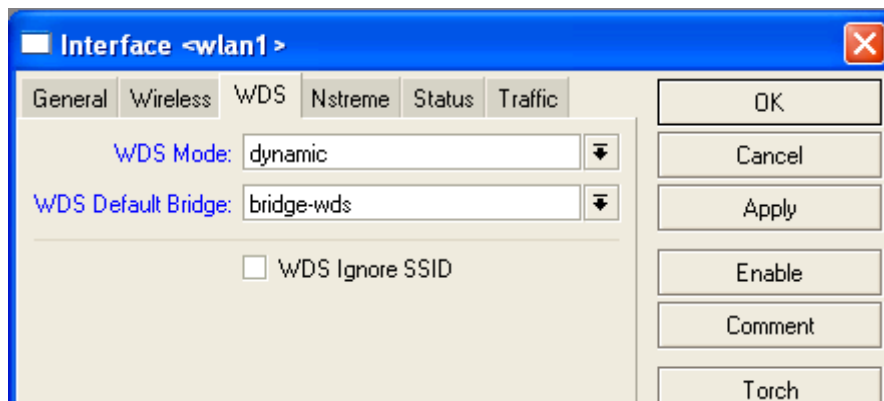 Interface <wlan1>
General Wireless WDS Nstreme Status Traffic
WDS Mode: dynamic
WDS Default Bridge: bridge-wds
WDS Ignore SSID
OK
Cancel
Apply
Enable
Comment
Torch